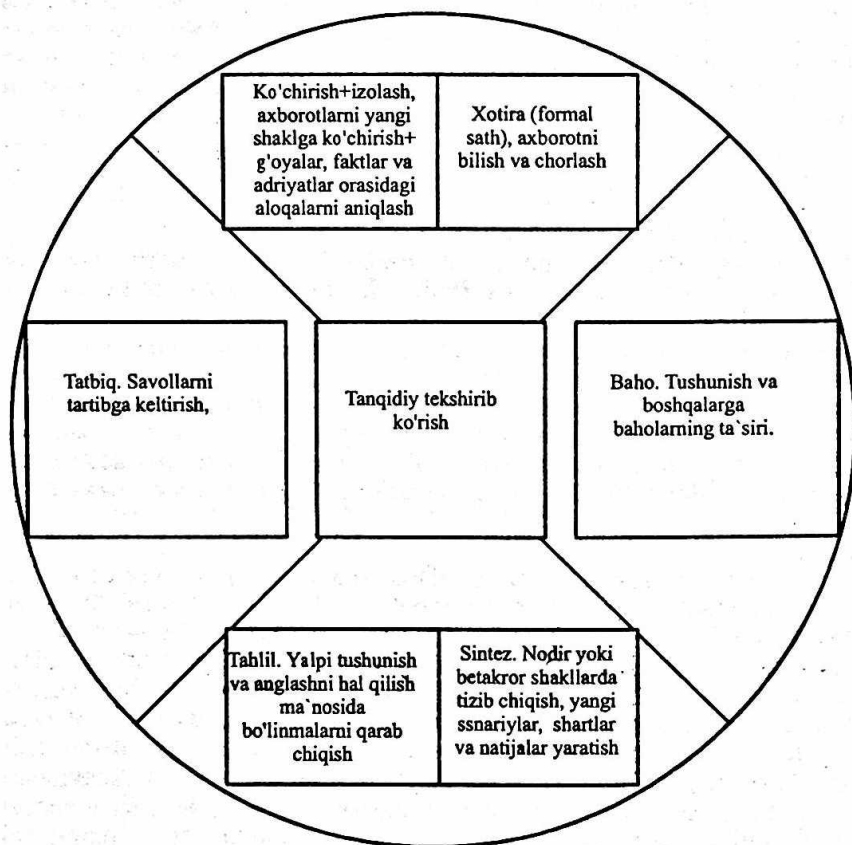 Ko'chirish+izolash,
axborotlarni yangi
shaklga ko'chirish+
g'oyalar, faktlar va
adriyatlar orasidagi
aloqalarni aniqlash
Xotira (formal
sath), axborotni
bilish va chorlash
Tatbiq. Savollarni
tartibga keltirish,
Tanqidiy tekshirib
ko'rish
Baho. Tushunish va
boshqalarga
baholarning ta`siri.
Tahlil. Yalpi tushunish
va anglashni hal qilish
ma`nosida
bo'linmalarni qarab
chiqish
Sintez. Nodir yoki
betakror shakllarda
tizib chiqish, yangi
ssnariylar, shartlar
va natijalar yaratish